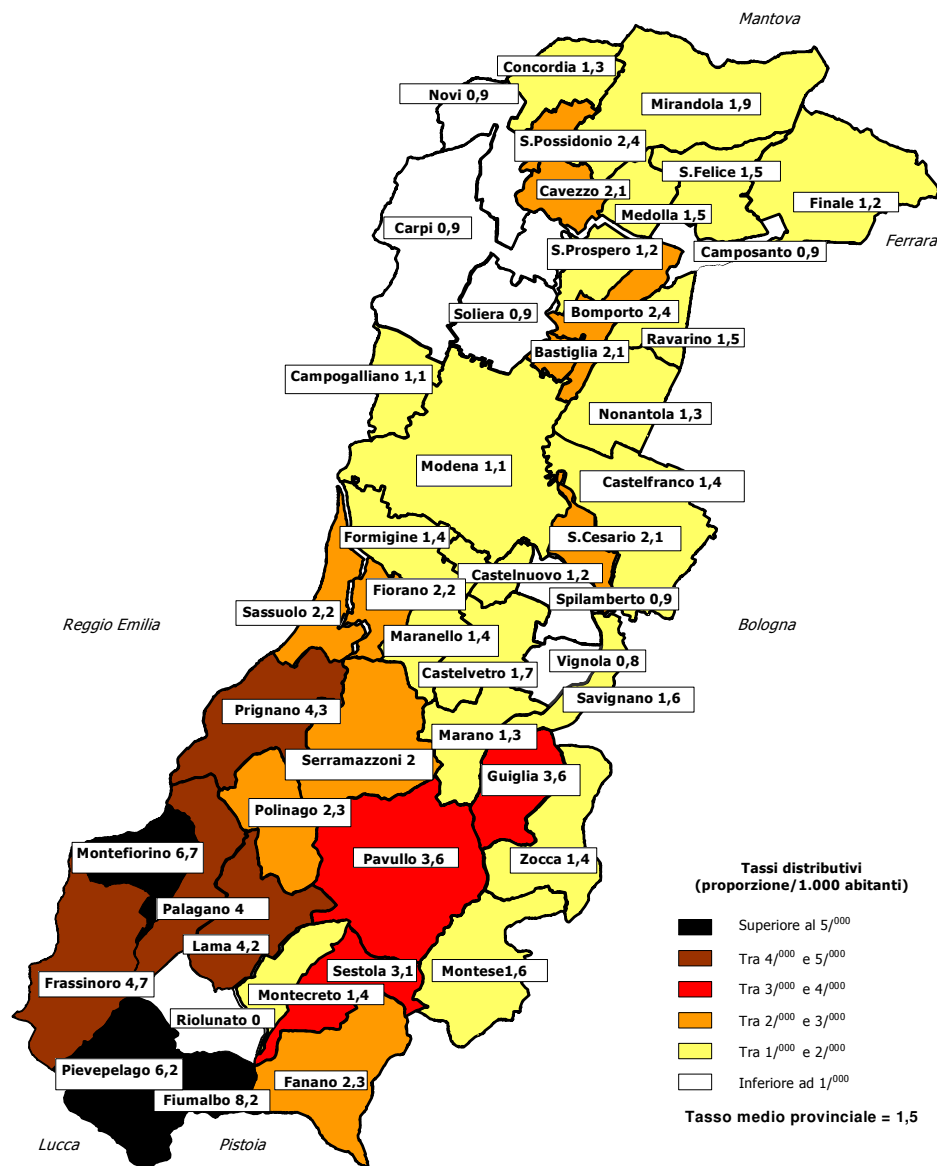 Mantova
Concordia 1,3
Novi 0,9
Mirandola 1,9
S.Possidonio 2,4
S.Felice 1,5
Cavezzo 2,1
Finale 1,2
Medolla 1,5
Carpi 0,9
Ferrara
S.Prospero 1,2
Camposanto 0,9
Soliera 0,9
Bomporto 2,4
Ravarino 1,5
Bastiglia 2,1
Campogalliano 1,1
Nonantola 1,3
Modena 1,1
Castelfranco 1,4
Formigine 1,4
S.Cesario 2,1
Castelnuovo 1,2
Fiorano 2,2
Spilamberto 0,9
Sassuolo 2,2
Reggio Emilia
Bologna
Maranello 1,4
Vignola 0,8
Castelvetro 1,7
Savignano 1,6
Prignano 4,3
Marano 1,3
Serramazzoni 2
Guiglia 3,6
Polinago 2,3
Montefiorino 6,7
Pavullo 3,6
Zocca 1,4
Palagano 4
Lama 4,2
Sestola 3,1
Montese1,6
Frassinoro 4,7
Montecreto 1,4
Riolunato 0
Pievepelago 6,2
Fanano 2,3
Fiumalbo 8,2
Lucca
Pistoia
Tassi distributivi
(proporzione/1.000 abitanti)
Superiore al 5/000
Tra 4/000 e 5/000
Tra 3/000 e 4/000
Tra 2/000 e 3/000
Tra 1/000 e 2/000
Inferiore ad 1/000
Tasso medio provinciale = 1,5